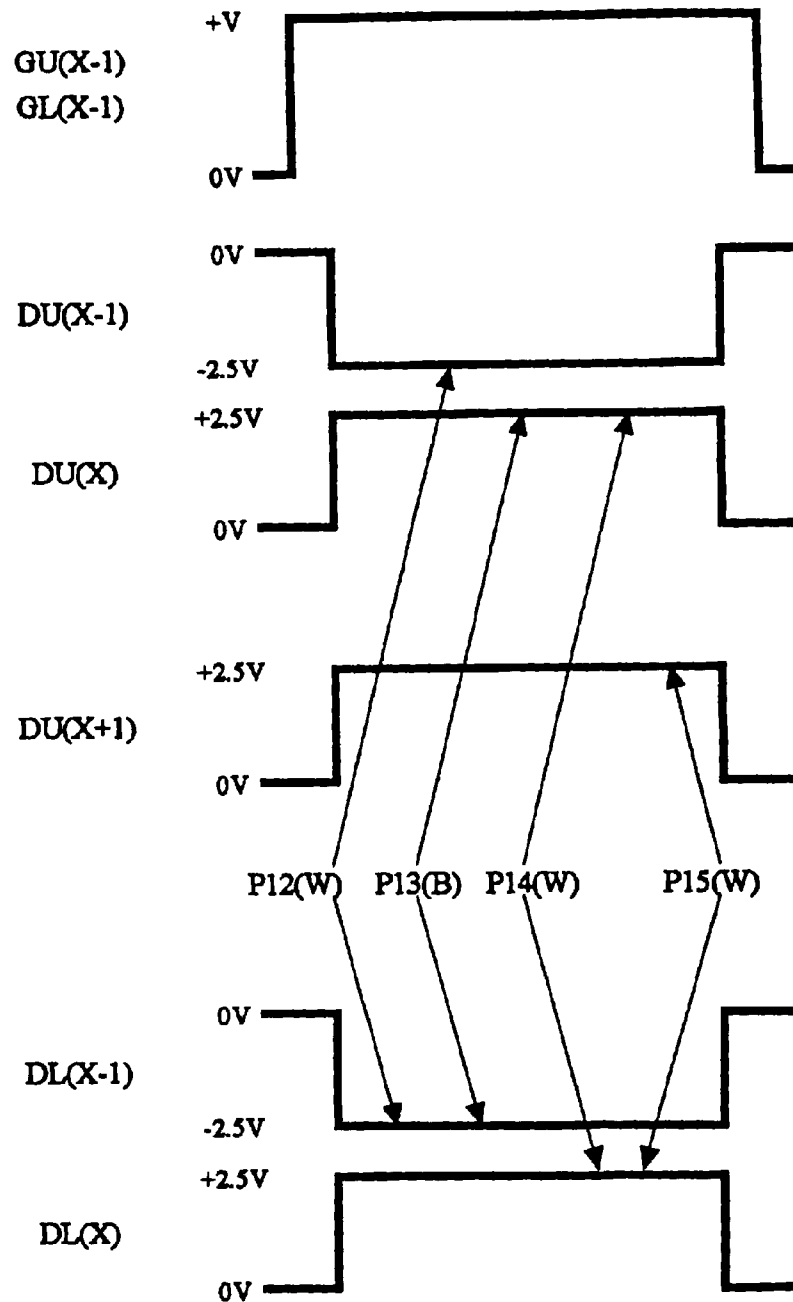 +V
GU(X-1)
GL(X-1)
0V
0V
DU(X-1)
-2.5V
+2.5V
DU(X)
0V
+2.5V
DU(X+1)
0V
P12(W) P13(B) P14(W) P15(W)
0V
DL(X-1)
-2.5V
+2.5V
DL(X)
0V